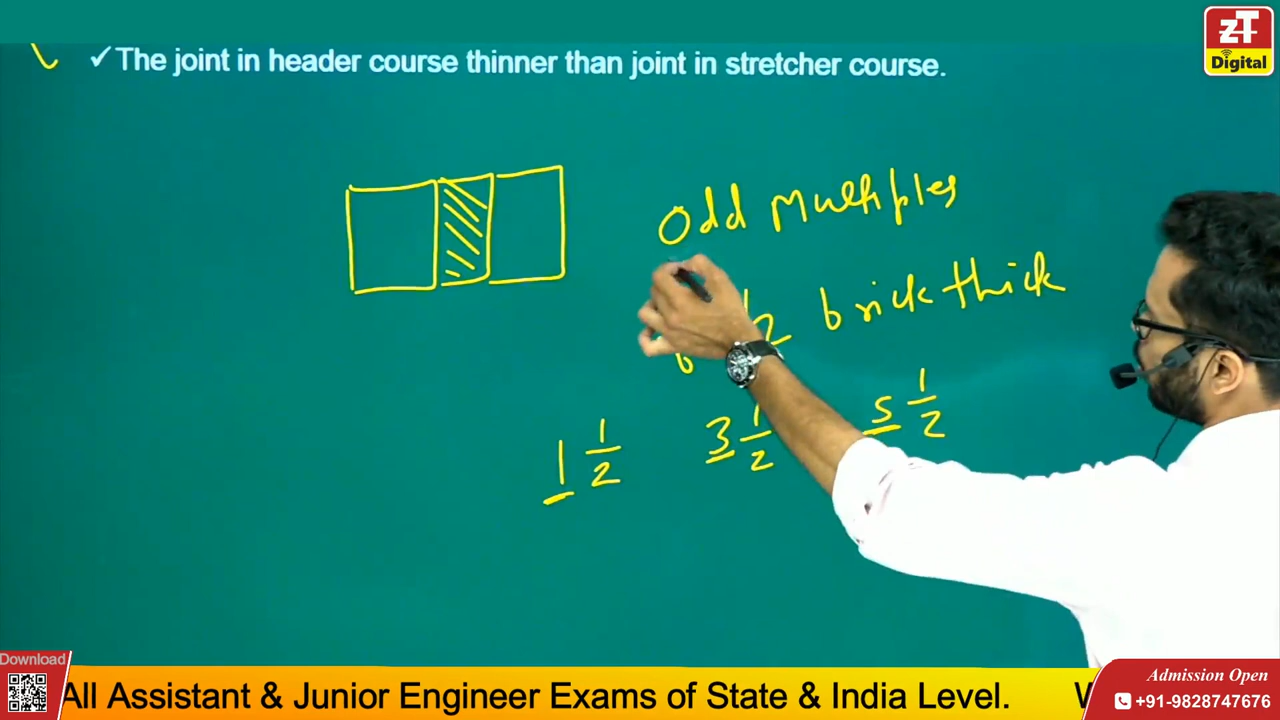 ✓The joint in header course thinner than joint in stretcher course.
Odd Multiples
brick thick
1 1/2 3 1/2 5 1/2
ZT
Digital
Download
All Assistant & Junior Engineer Exams of State & India Level.
Admission Open
+91-9828747676